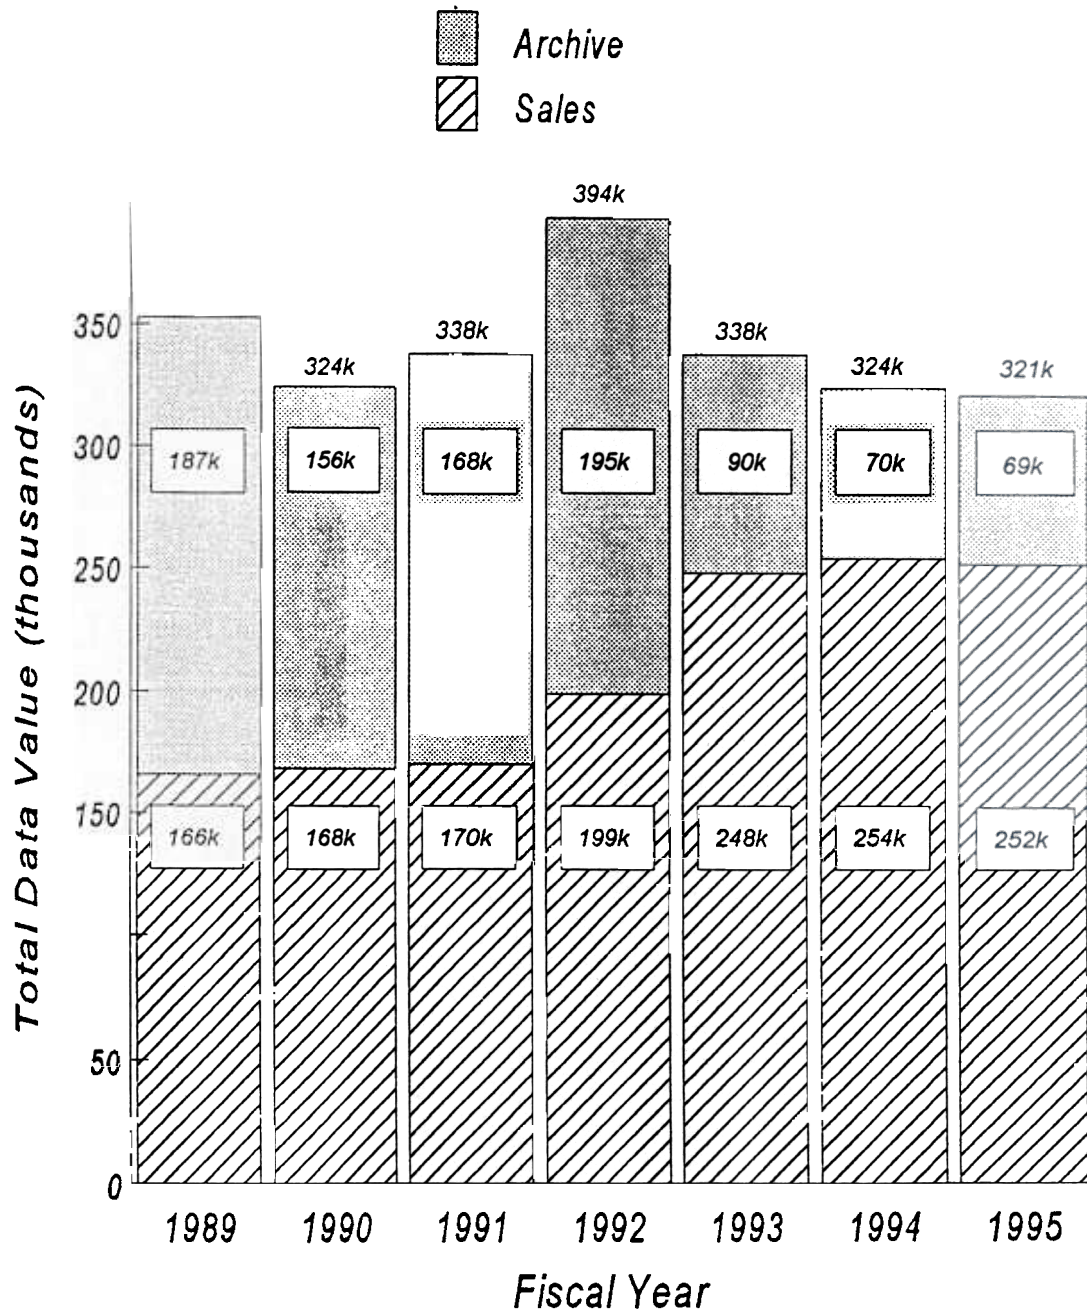 Archive
Sales
394k
350
338k
338k
324k
324k
321k
300
187k
156k
168k
195k
90k
70k
69k
250
200
150
166k
168k
170k
199k
248k
254k
252k
50
0
Total Data Value (thousands)
1989 1990 1991 1992 1993 1994 1995
Fiscal Year